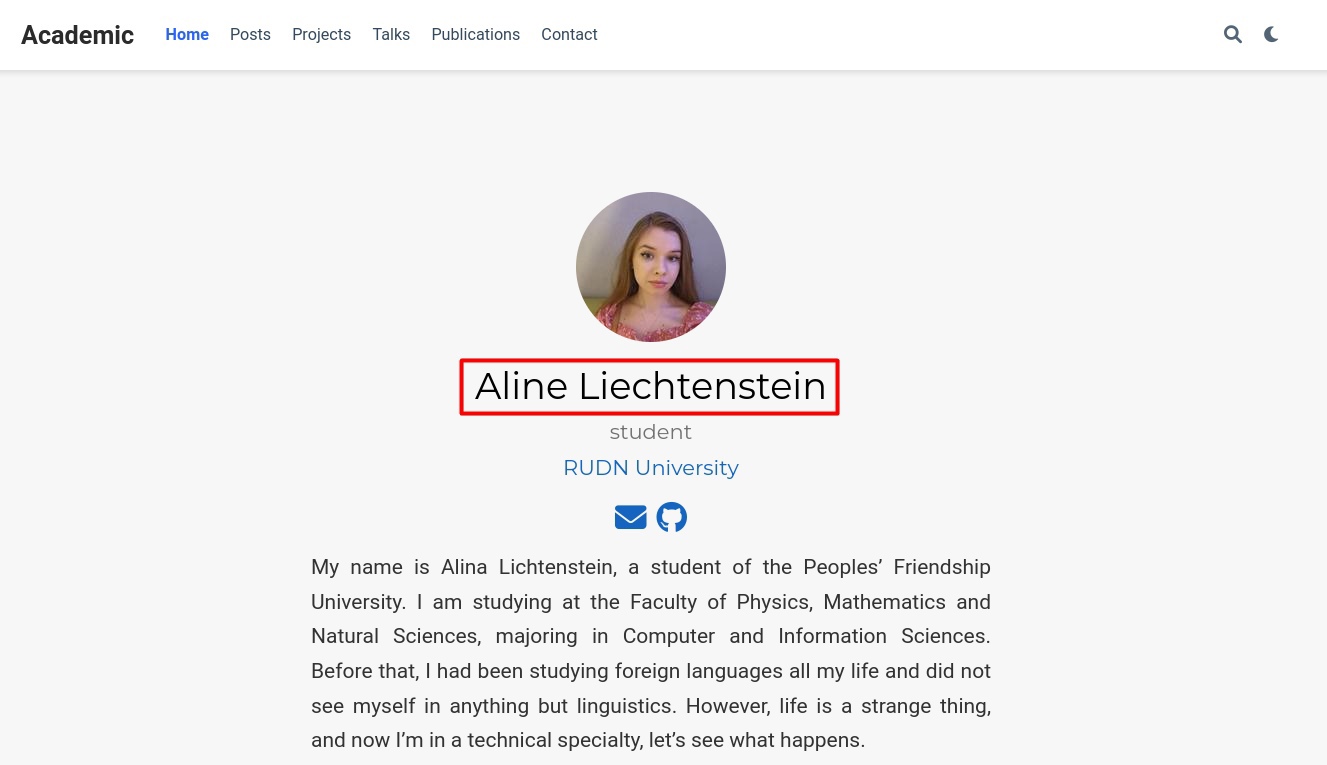 Academic Home Posts Projects Talks Publications Contact
Aline Liechtenstein
student
RUDN University
My name is Alina Lichtenstein, a student of the Peoples’ Friendship
University. I am studying at the Faculty of Physics, Mathematics and
Natural Sciences, majoring in Computer and Information Sciences.
Before that, I had been studying foreign languages all my life and did not
see myself in anything but linguistics. However, life is a strange thing,
and now I’m in a technical specialty, let’s see what happens.